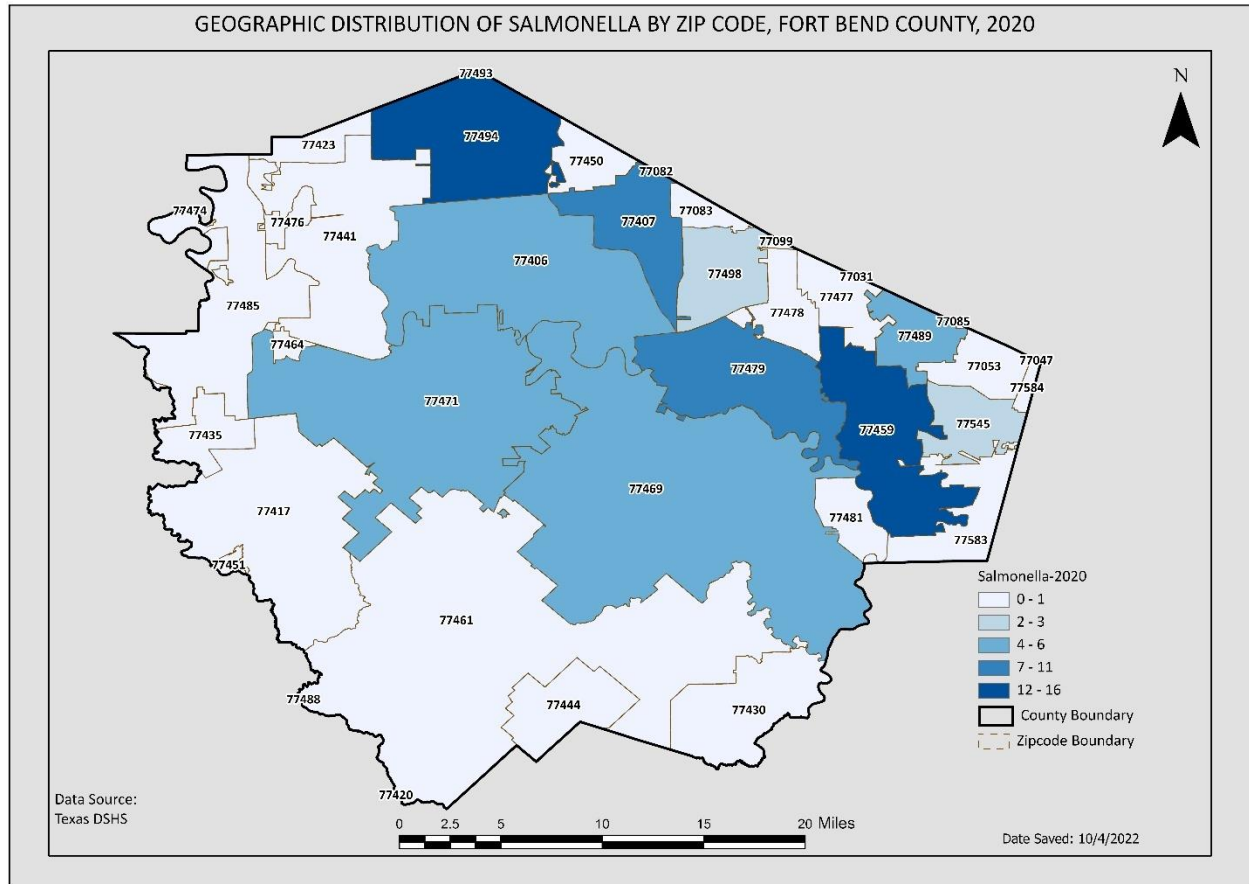 GEOGRAPHIC DISTRIBUTION OF SALMONELLA BY ZIP CODE, FORT BEND COUNTY, 2020
N
77493
77494
77423
77450
77082
77474
77476
77407
77083
77441
77099
77406
77498
77031
77485
77477
77478
77085
77489
77464
77047
77053
77479
77584
77471
77459
77545
77435
77469
77417
77481
77583
77451
77461
77488
77444
77430
77420
Salmonella-2020
0 - 1
2 - 3
4 - 6
7 - 11
12 - 16
County Boundary
Zipcode Boundary
Data Source:
Texas DSHS
0 2.5 5 10 15 20 Miles
Date Saved: 10/4/2022